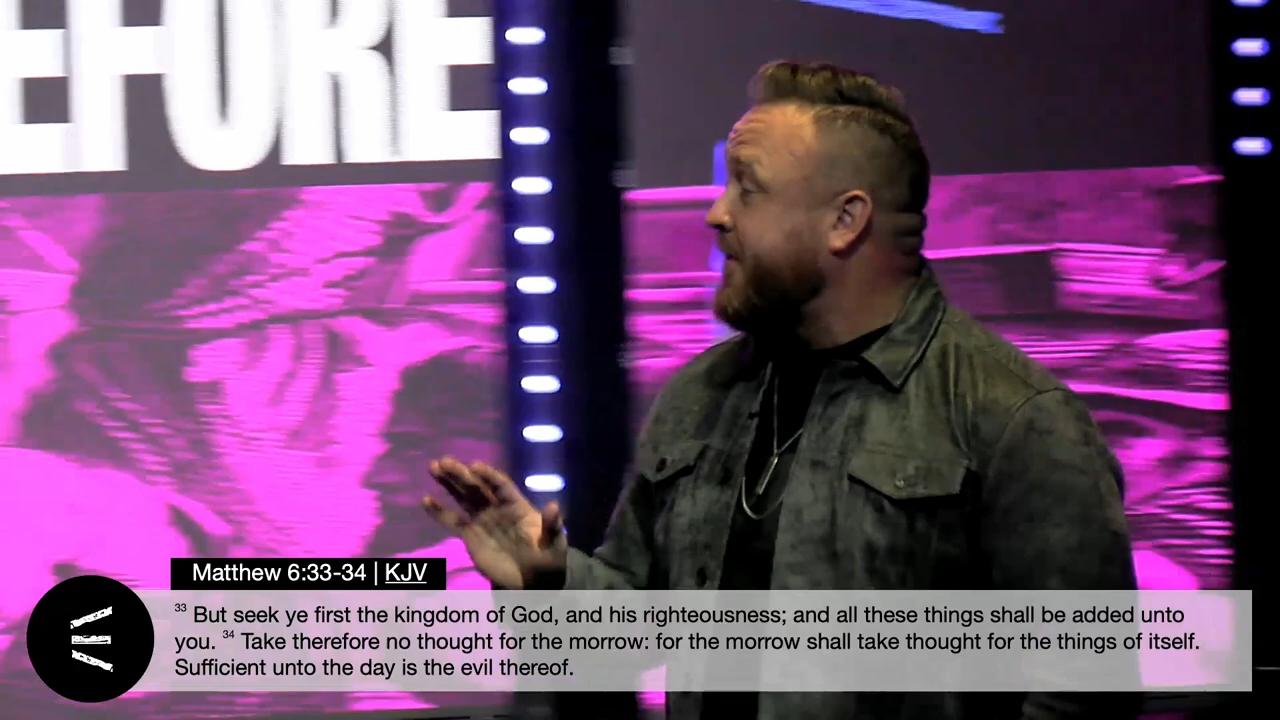 EFORE
Matthew 6:33-34 | KJV
33 But seek ye first the kingdom of God, and his righteousness; and all these things shall be added unto
you. 34 Take therefore no thought for the morrow: for the morrow shall take thought for the things of itself.
Sufficient unto the day is the evil thereof.